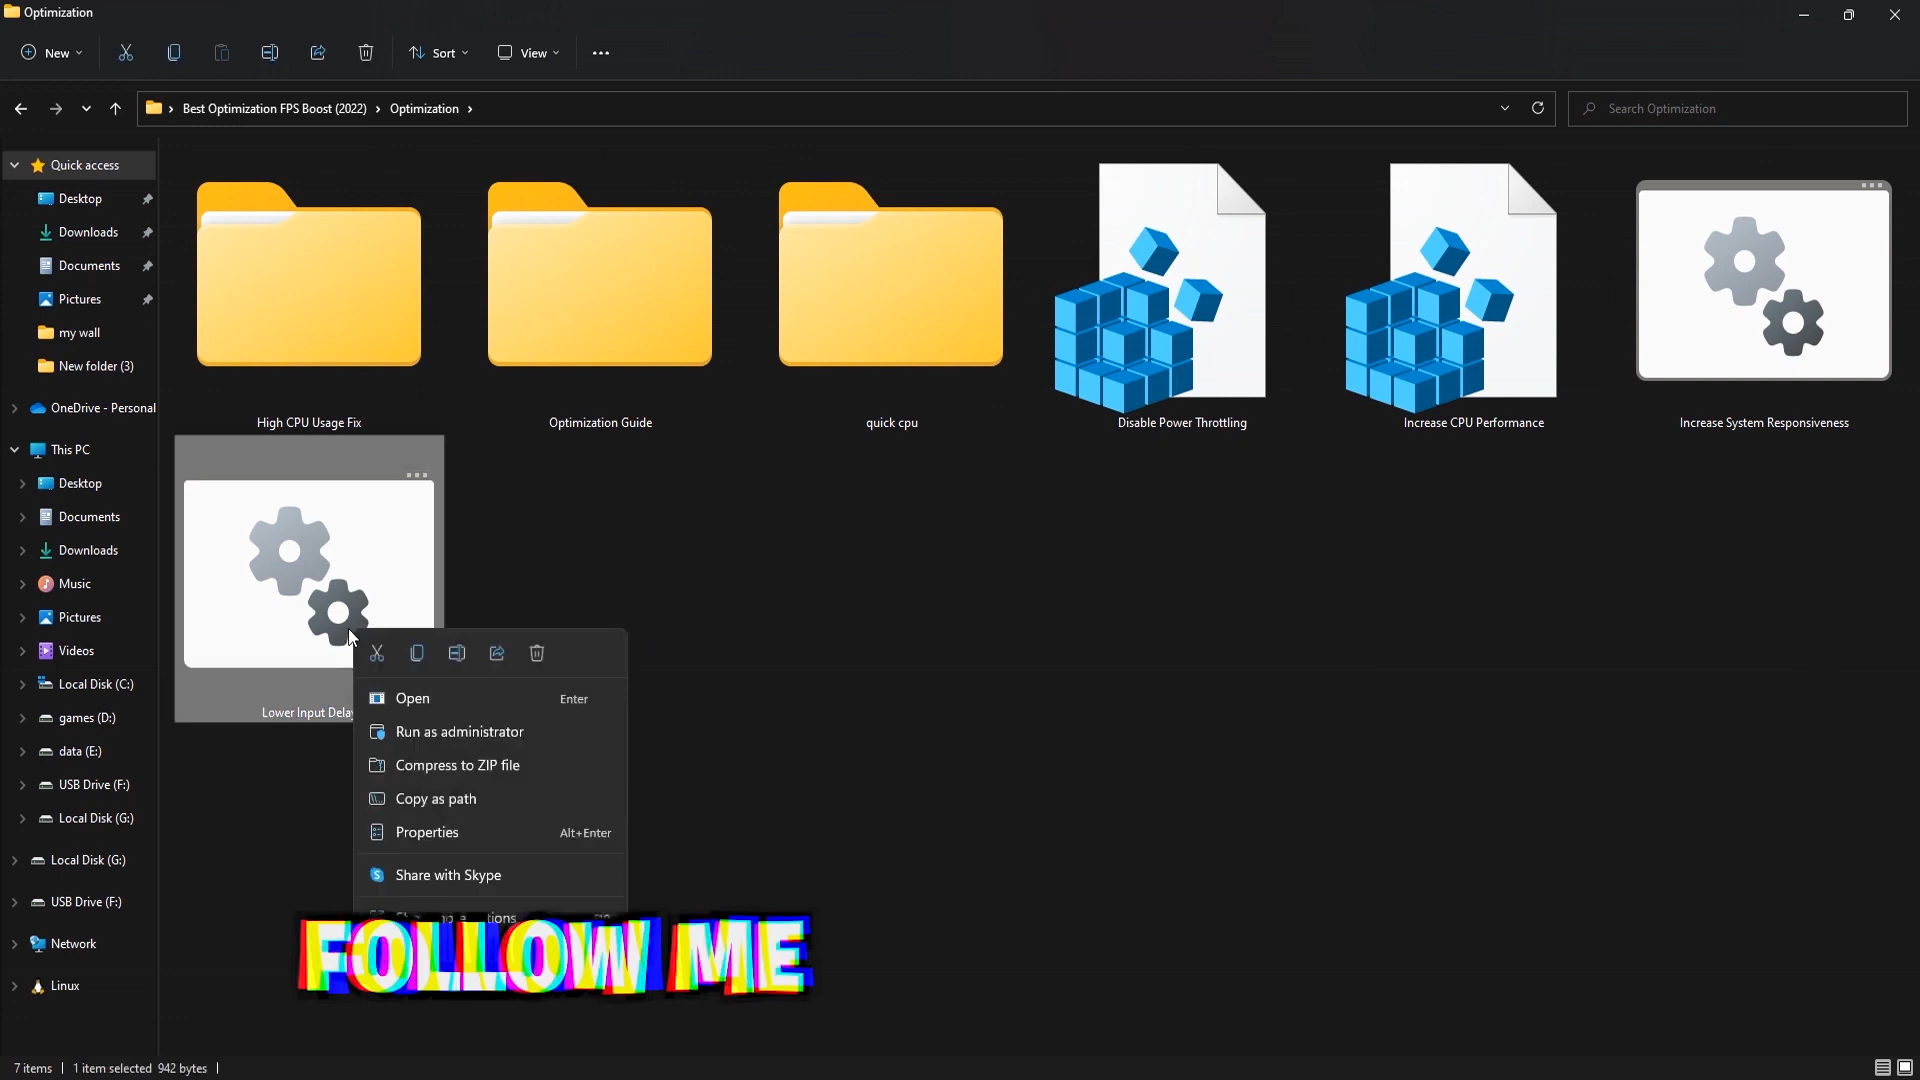 Optimization
New
Sort
View
Best Optimization FPS Boost (2022)
Optimization
Search Optimization
Quick access
Desktop
Downloads
Documents
Pictures
my wall
New folder (3)
OneDrive - Personal
This PC
Desktop
Documents
Downloads
Music
Pictures
Videos
Local Disk (C:)
games (D:)
data (E:)
USB Drive (F:)
Local Disk (G:)
Local Disk (G:)
USB Drive (F:)
Network
Linux
High CPU Usage Fix
Optimization Guide
quick cpu
Disable Power Throttling
Increase CPU Performance
Increase System Responsiveness
Lower Input Delay
Open Enter
Run as administrator
Compress to ZIP file
Copy as path
Properties Alt+Enter
Share with Skype
FOLLOW ME
7 items
1 item selected 942 bytes